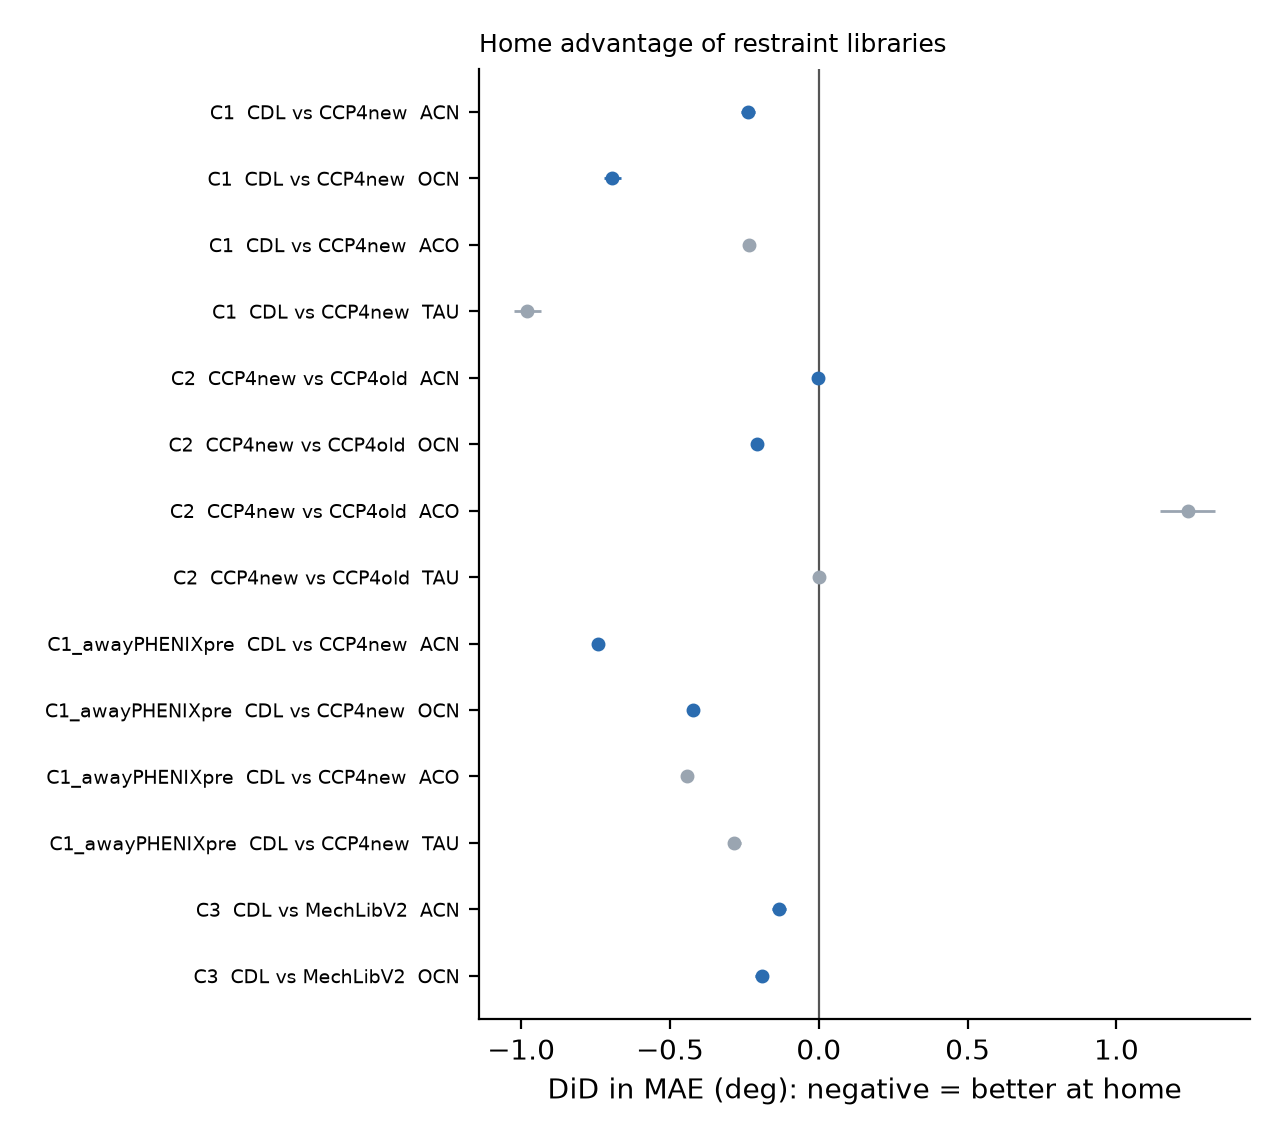 Home advantage of restraint libraries
C1  CDL vs CCP4new  ACN
C1  CDL vs CCP4new  OCN
C1  CDL vs CCP4new  ACO
C1  CDL vs CCP4new  TAU
C2  CCP4new vs CCP4old  ACN
C2  CCP4new vs CCP4old  OCN
C2  CCP4new vs CCP4old  ACO
C2  CCP4new vs CCP4old  TAU
C1_awayPHENIXpre  CDL vs CCP4new  ACN
C1_awayPHENIXpre  CDL vs CCP4new  OCN
C1_awayPHENIXpre  CDL vs CCP4new  ACO
C1_awayPHENIXpre  CDL vs CCP4new  TAU
C3  CDL vs MechLibV2  ACN
C3  CDL vs MechLibV2  OCN
−1.0 −0.5 0.0 0.5 1.0
DiD in MAE (deg): negative = better at home